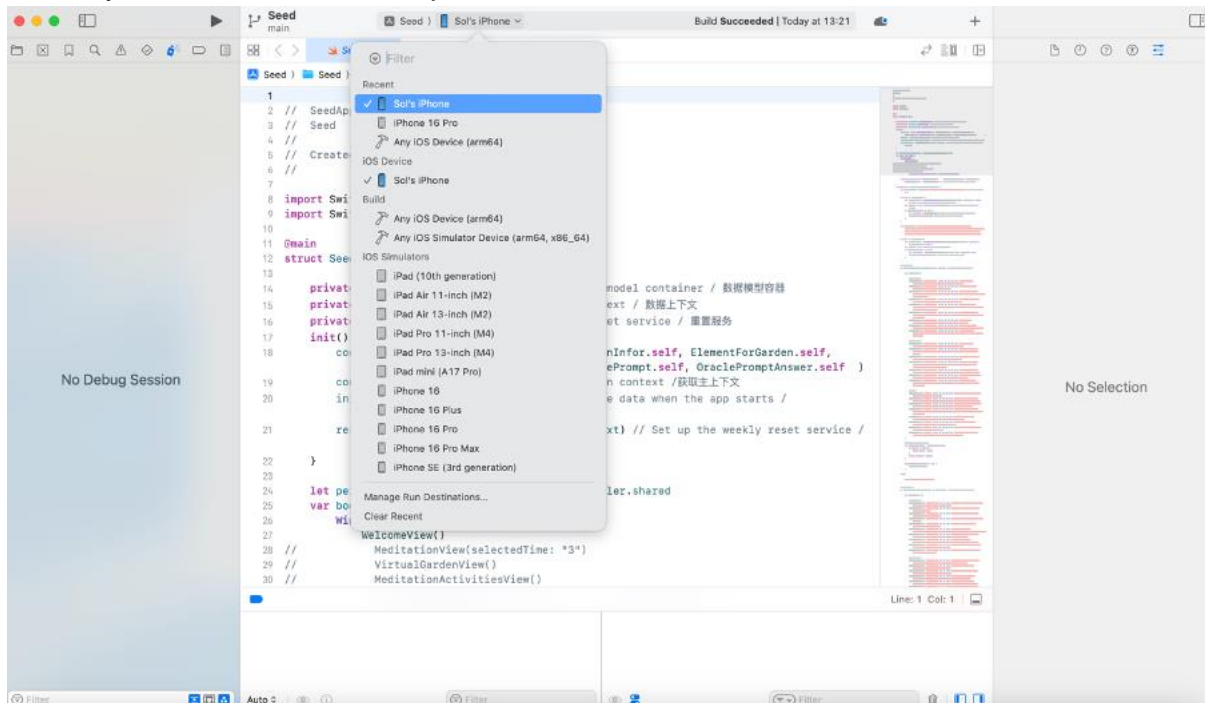 Seed
main
Seed ⟩ Sol's iPhone
Build Succeeded | Today at 13:21
Filter
Seed ⟩ Seed ⟩
Recent
Sol's iPhone
iPhone 16 Pro
Any iOS Device (arm64)
iOS Device
Sol's iPhone
Build
Any iOS Device (arm64)
Any iOS Simulator Device (arm64, x86_64)
iOS Simulators
iPad (10th generation)
iPad Air 11-inch (M2)
iPad Air 13-inch (M2)
iPad Pro 11-inch (M4)
iPad Pro 13-inch (M4)
iPad mini (A17 Pro)
iPhone 16
iPhone 16 Plus
iPhone 16 Pro
iPhone 16 Pro Max
iPhone SE (3rd generation)
Manage Run Destinations...
Clear Recent
1
2 // SeedAp
3 // Seed
4 //
5 // Create
6 //
7
8 import Swi
9 import Swi
10
11 @main
12 struct See
13
14 privat model container / 数据模型容器
15 privat ext / 数据上下文
16 privat et service / 重置服务
17 init()
18 co nInfor.self, ElementForGarden.self,
ePrompt.self, OraclePromptAnswer.self )
19 co n context /获取主上下文
20 in e data when the app starts /
21 re xt) // Set up the weekly reset service /
22 }
23
24 let pe ler.shared
25 var bo
26 Wi
27 WelcomeView()
28 // MeditationView(selectedTime: "3")
29 // VirtualGardenView()
30 // MeditationActivitiesView()
No Debug Session
No Selection
Line: 1 Col: 1
Filter
Auto
Filter
Filter